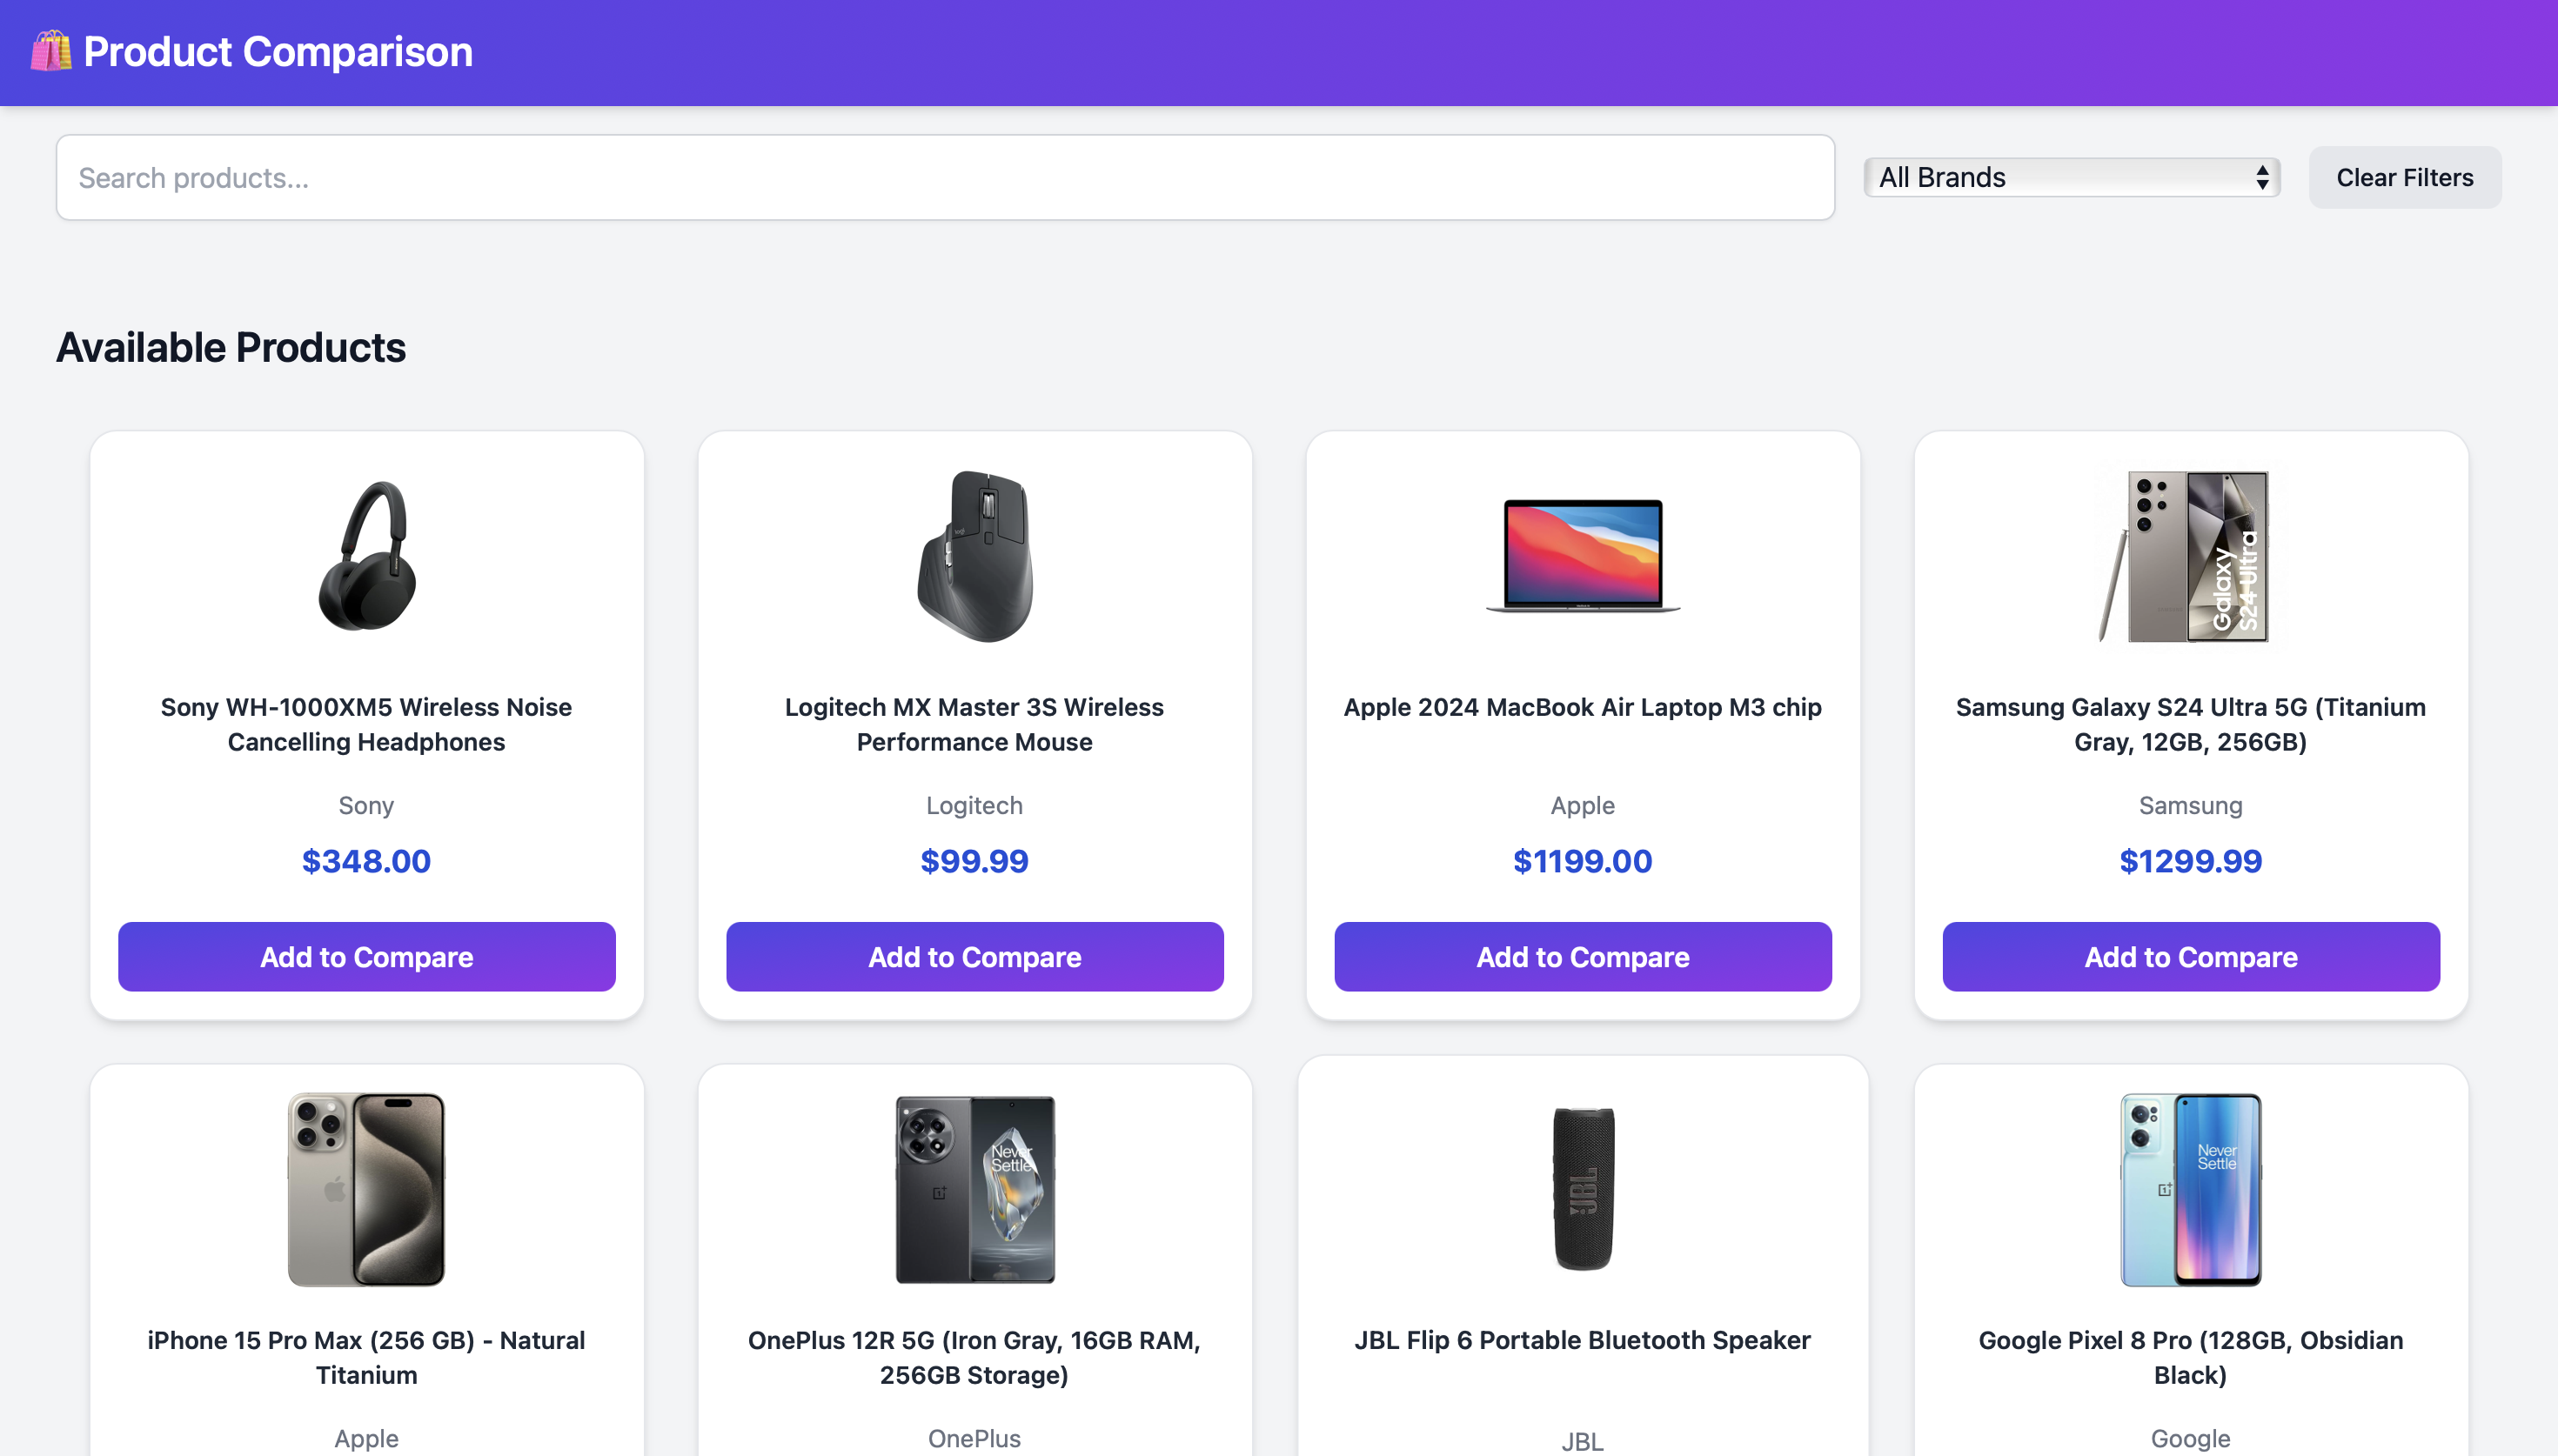 Product Comparison
Search products...
All Brands
Clear Filters
Available Products
Galaxy
S24 Ultra
Sony WH-1000XM5 Wireless Noise
Cancelling Headphones
Sony
$348.00
Add to Compare
Logitech MX Master 3S Wireless
Performance Mouse
Logitech
$99.99
Add to Compare
Apple 2024 MacBook Air Laptop M3 chip
Apple
$1199.00
Add to Compare
Samsung Galaxy S24 Ultra 5G (Titanium
Gray, 12GB, 256GB)
Samsung
$1299.99
Add to Compare
iPhone 15 Pro Max (256 GB) - Natural
Titanium
Apple
Never
Settle
OnePlus 12R 5G (Iron Gray, 16GB RAM,
256GB Storage)
OnePlus
JBL
JBL Flip 6 Portable Bluetooth Speaker
JBL
Never
Settle
Google Pixel 8 Pro (128GB, Obsidian
Black)
Google